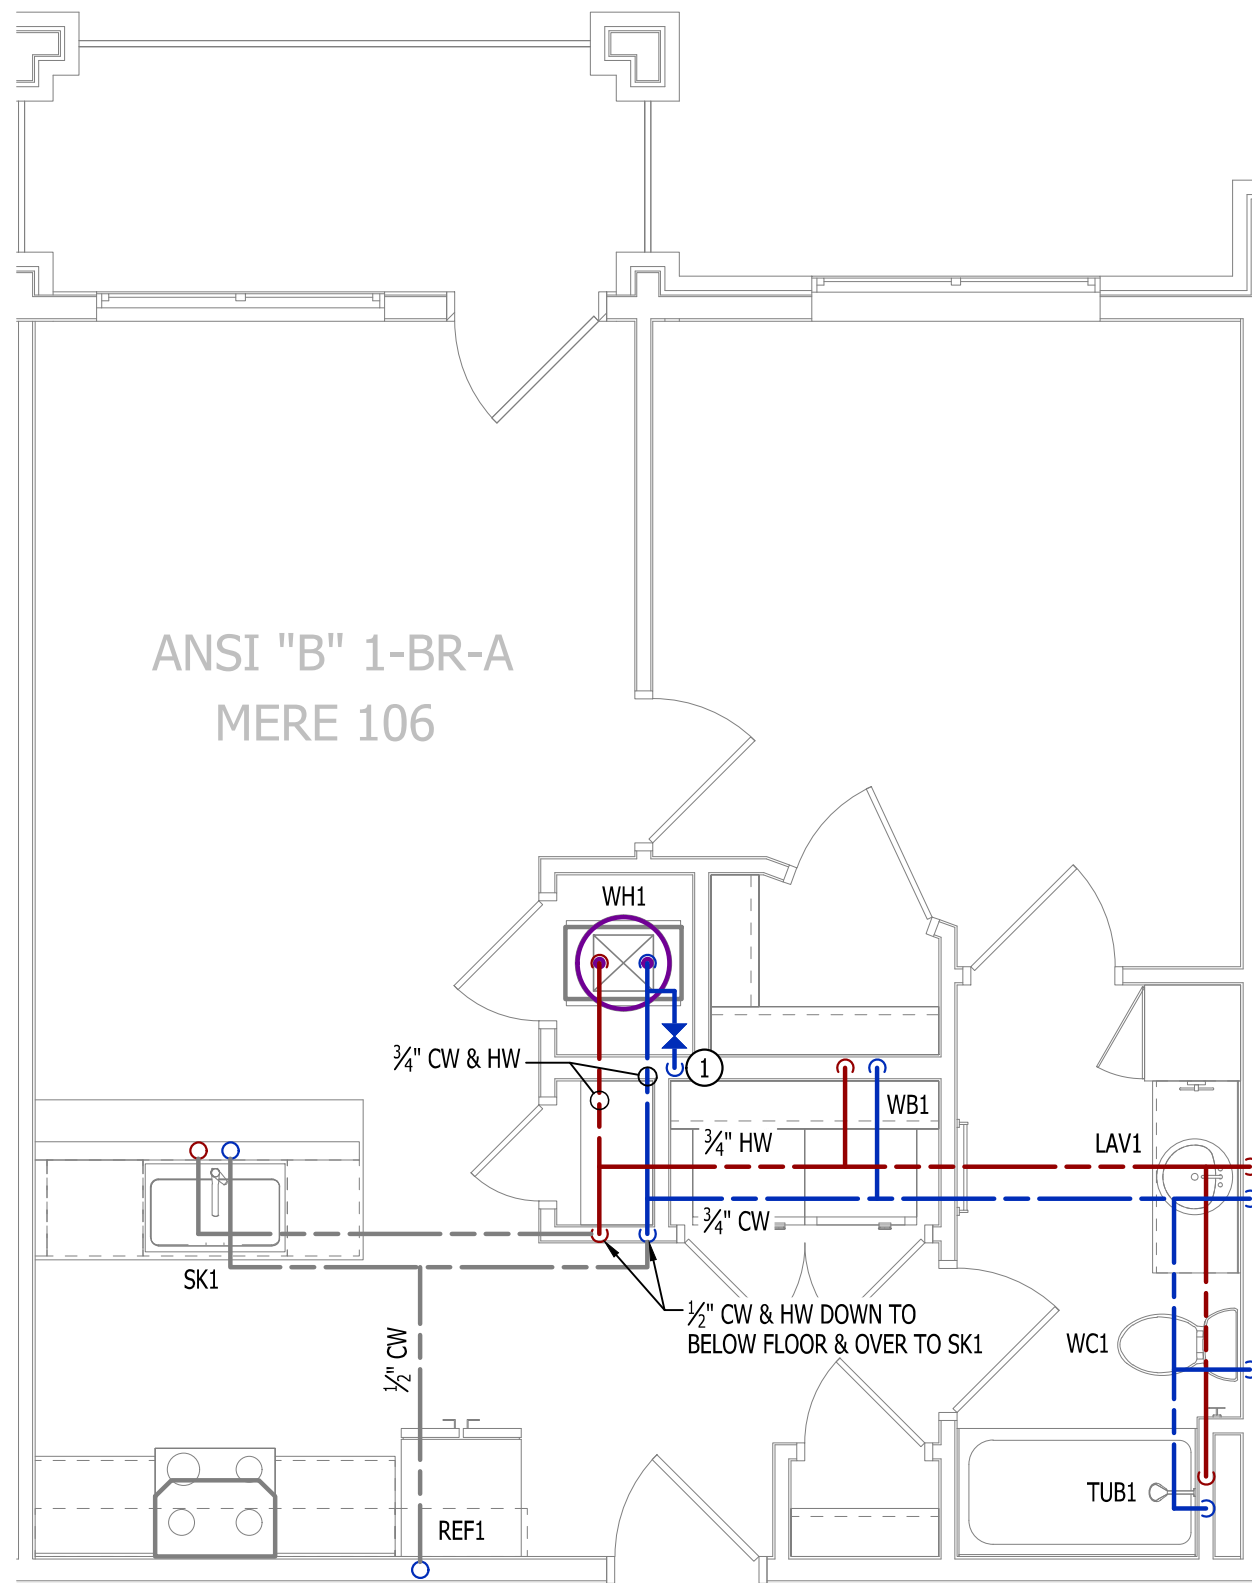 ANSI "B" 1-BR-A
MERE 106
WH1
3/4" CW & HW
1
WB1
3/4" HW
LAV1
3/4" CW
SK1
1/2" CW & HW DOWN TO
BELOW FLOOR & OVER TO SK1
WC1
1/2" CW
TUB1
REF1